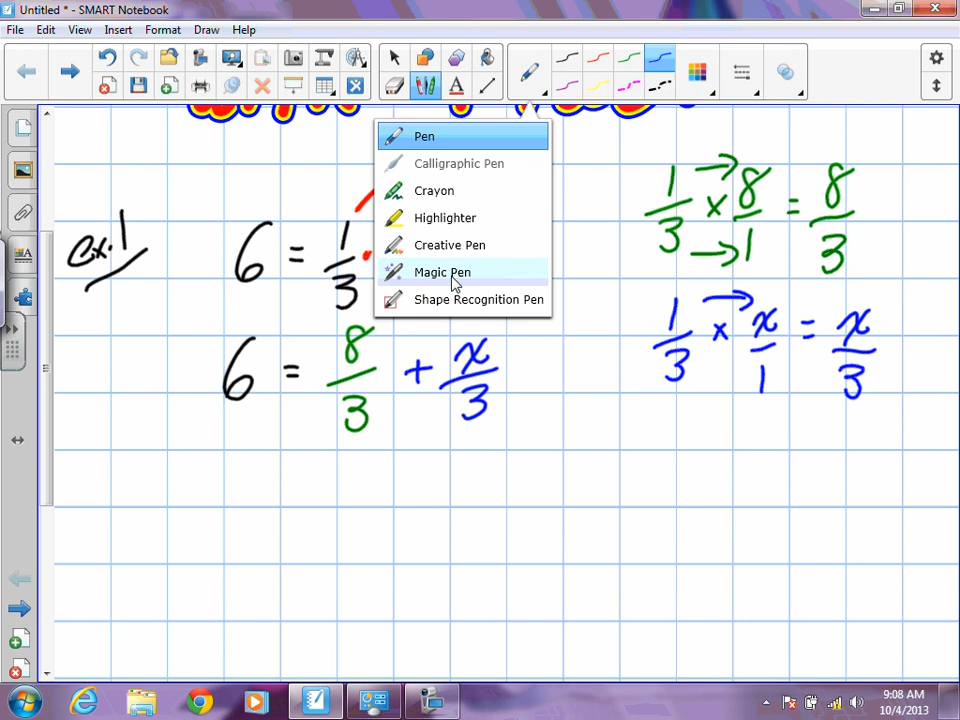 Untitled * - SMART Notebook
File Edit View Insert Format Draw Help
Pen
Calligraphic Pen
Crayon
Highlighter
Creative Pen
Magic Pen
Shape Recognition Pen
ex.1
6 = 1/3
6 = 8/3 + x/3
1/3 × 8/1 = 8/3
1/3 × x/1 = x/3
9:08 AM
10/4/2013